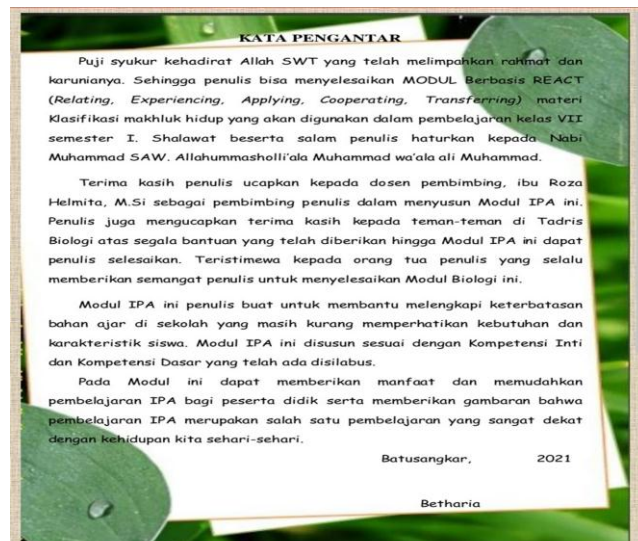 KATA PENGANTAR
Puji syukur kehadirat Allah SWT yang telah melimpahkan rahmat dan
karunianya. Sehingga penulis bisa menyelesaikan MODUL Berbasis REACT
(Relating, Experiencing, Applying, Cooperating, Transferring) materi
Klasifikasi makhluk hidup yang akan digunakan dalam pembelajaran kelas VII
semester I. Shalawat beserta salam penulis haturkan kepada Nabi
Muhammad SAW. Allahummasholli'ala Muhammad wa'ala ali Muhammad.
Terima kasih penulis ucapkan kepada dosen pembimbing, ibu Roza
Helmita, M.Si sebagai pembimbing penulis dalam menyusun Modul IPA ini.
Penulis juga mengucapkan terima kasih kepada teman-teman di Tadris
Biologi atas segala bantuan yang telah diberikan hingga Modul IPA ini dapat
penulis selesaikan. Teristimewa kepada orang tua penulis yang selalu
memberikan semangat penulis untuk menyelesaikan Modul Biologi ini.
Modul IPA ini penulis buat untuk membantu melengkapi keterbatasan
bahan ajar di sekolah yang masih kurang memperhatikan kebutuhan dan
karakteristik siswa. Modul IPA ini disusun sesuai dengan Kompetensi Inti
dan Kompetensi Dasar yang telah ada disilabus.
Pada Modul ini dapat memberikan manfaat dan memudahkan
pembelajaran IPA bagi peserta didik serta memberikan gambaran bahwa
pembelajaran IPA merupakan salah satu pembelajaran yang sangat dekat
dengan kehidupan kita sehari-sehari.
Batusangkar, 2021
Betharia